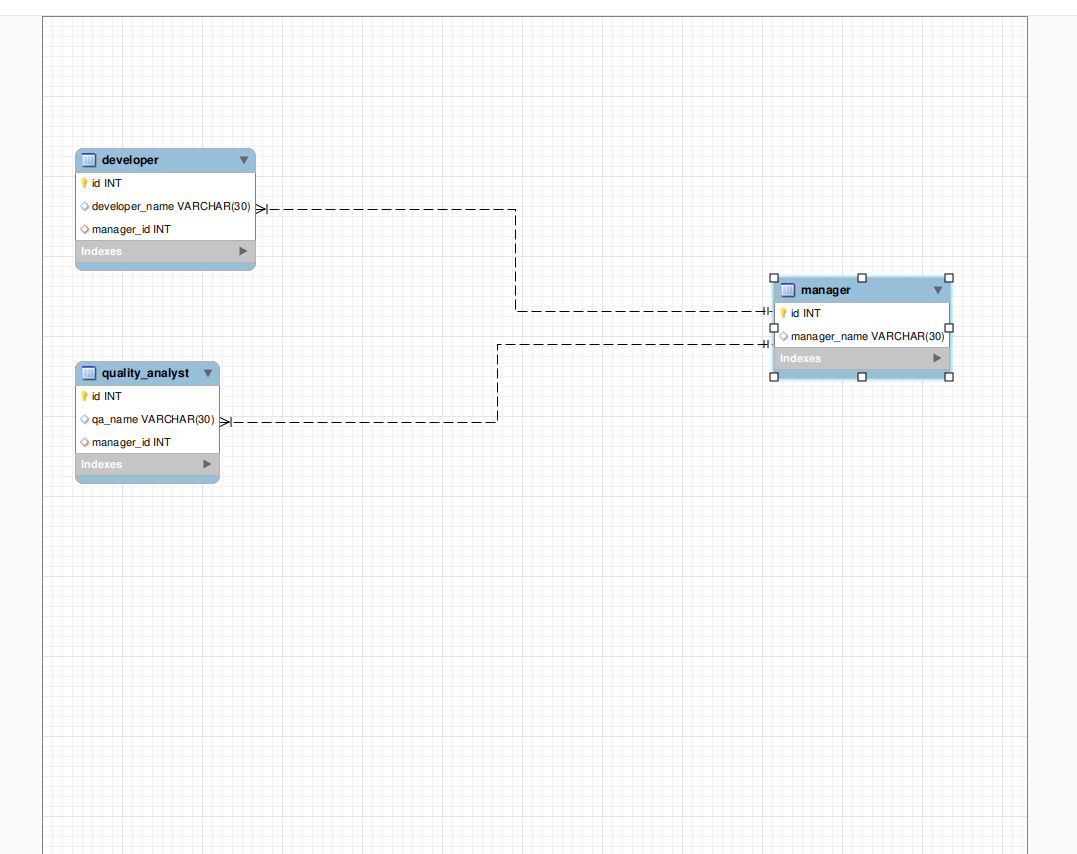 developer
id INT
developer_name VARCHAR(30)
manager_id INT
Indexes
manager
id INT
manager_name VARCHAR(30)
Indexes
quality_analyst
id INT
qa_name VARCHAR(30)
manager_id INT
Indexes